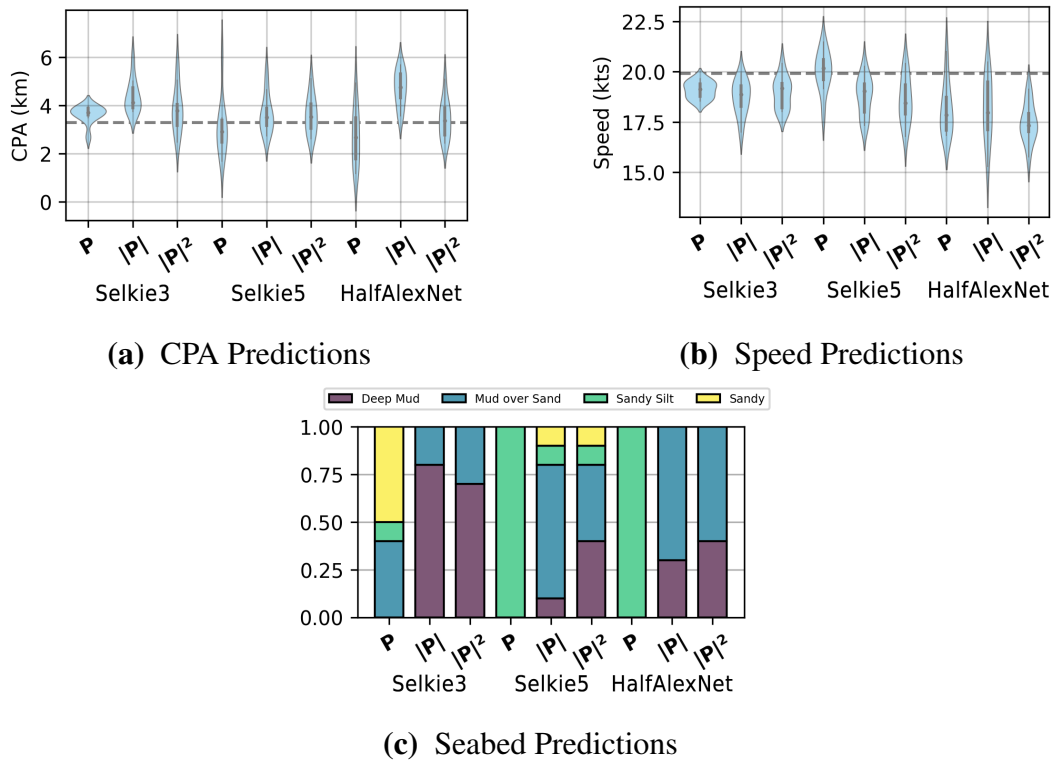 CPA (km)
6
4
2
0
P |P| |P|² P |P| |P|² P |P| |P|²
Selkie3 Selkie5 HalfAlexNet
(a) CPA Predictions
Speed (kts)
22.5
20.0
17.5
15.0
P |P| |P|² P |P| |P|² P |P| |P|²
Selkie3 Selkie5 HalfAlexNet
(b) Speed Predictions
Deep Mud Mud over Sand Sandy Silt Sandy
1.00
0.75
0.50
0.25
0.00
P |P| |P|² P |P| |P|² P |P| |P|²
Selkie3 Selkie5 HalfAlexNet
(c) Seabed Predictions